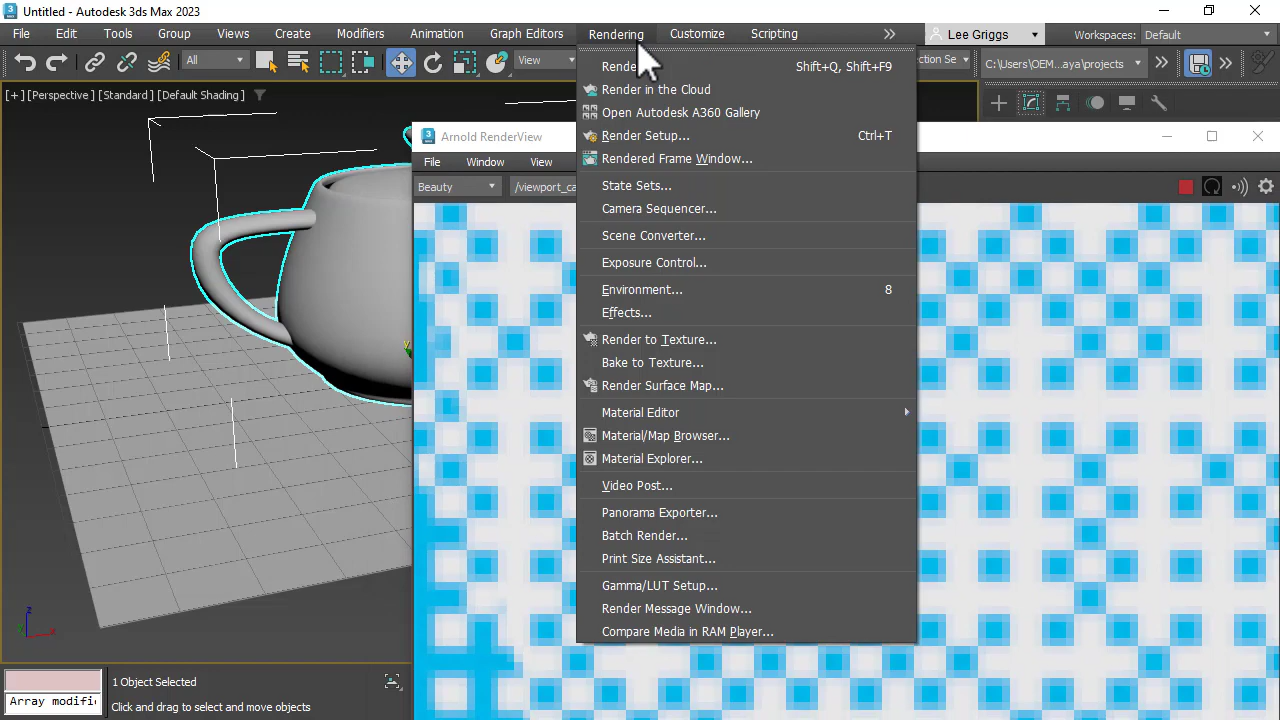 Untitled - Autodesk 3ds Max 2023
File Edit Tools Group Views Create Modifiers Animation Graph Editors Rendering Customize Scripting Lee Griggs Workspaces: Default
All View C:\Users\OEM...aya\projects
[+] [Perspective] [Standard] [Default Shading]
Arnold RenderView
File Window View
Beauty
Shift+Q, Shift+F9
Render in the Cloud
Open Autodesk A360 Gallery
Render Setup... Ctrl+T
Rendered Frame Window...
State Sets...
Camera Sequencer...
Scene Converter...
Exposure Control...
Environment... 8
Effects...
Render to Texture...
Bake to Texture...
Render Surface Map...
Material Editor
Material/Map Browser...
Material Explorer...
Video Post...
Panorama Exporter...
Batch Render...
Print Size Assistant...
Gamma/LUT Setup...
Render Message Window...
Compare Media in RAM Player...
y
z
y x
1 Object Selected
Click and drag to select and move objects